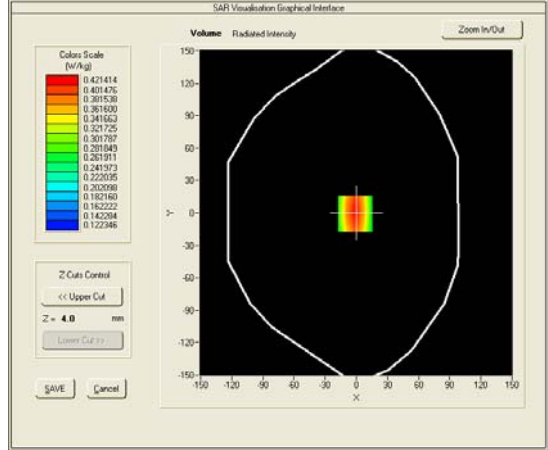 SAR Visualisation Graphical Interface
Volume Radiated Intensity
Zoom In/Out
Colors Scale
(W/kg)
0.421414
0.401476
0.381538
0.361600
0.341663
0.321725
0.301787
0.281849
0.261911
0.241973
0.222035
0.202098
0.182160
0.162222
0.142284
0.122346
150
120
90
60
30
0
-30
-60
-90
-120
-150
Y
-150 -120 -90 -60 -30 0 30 60 90 120 150
X
Z-Cuts Control
<< Upper Cut
Z = 4.0 mm
Lower Cut >>
SAVE Cancel